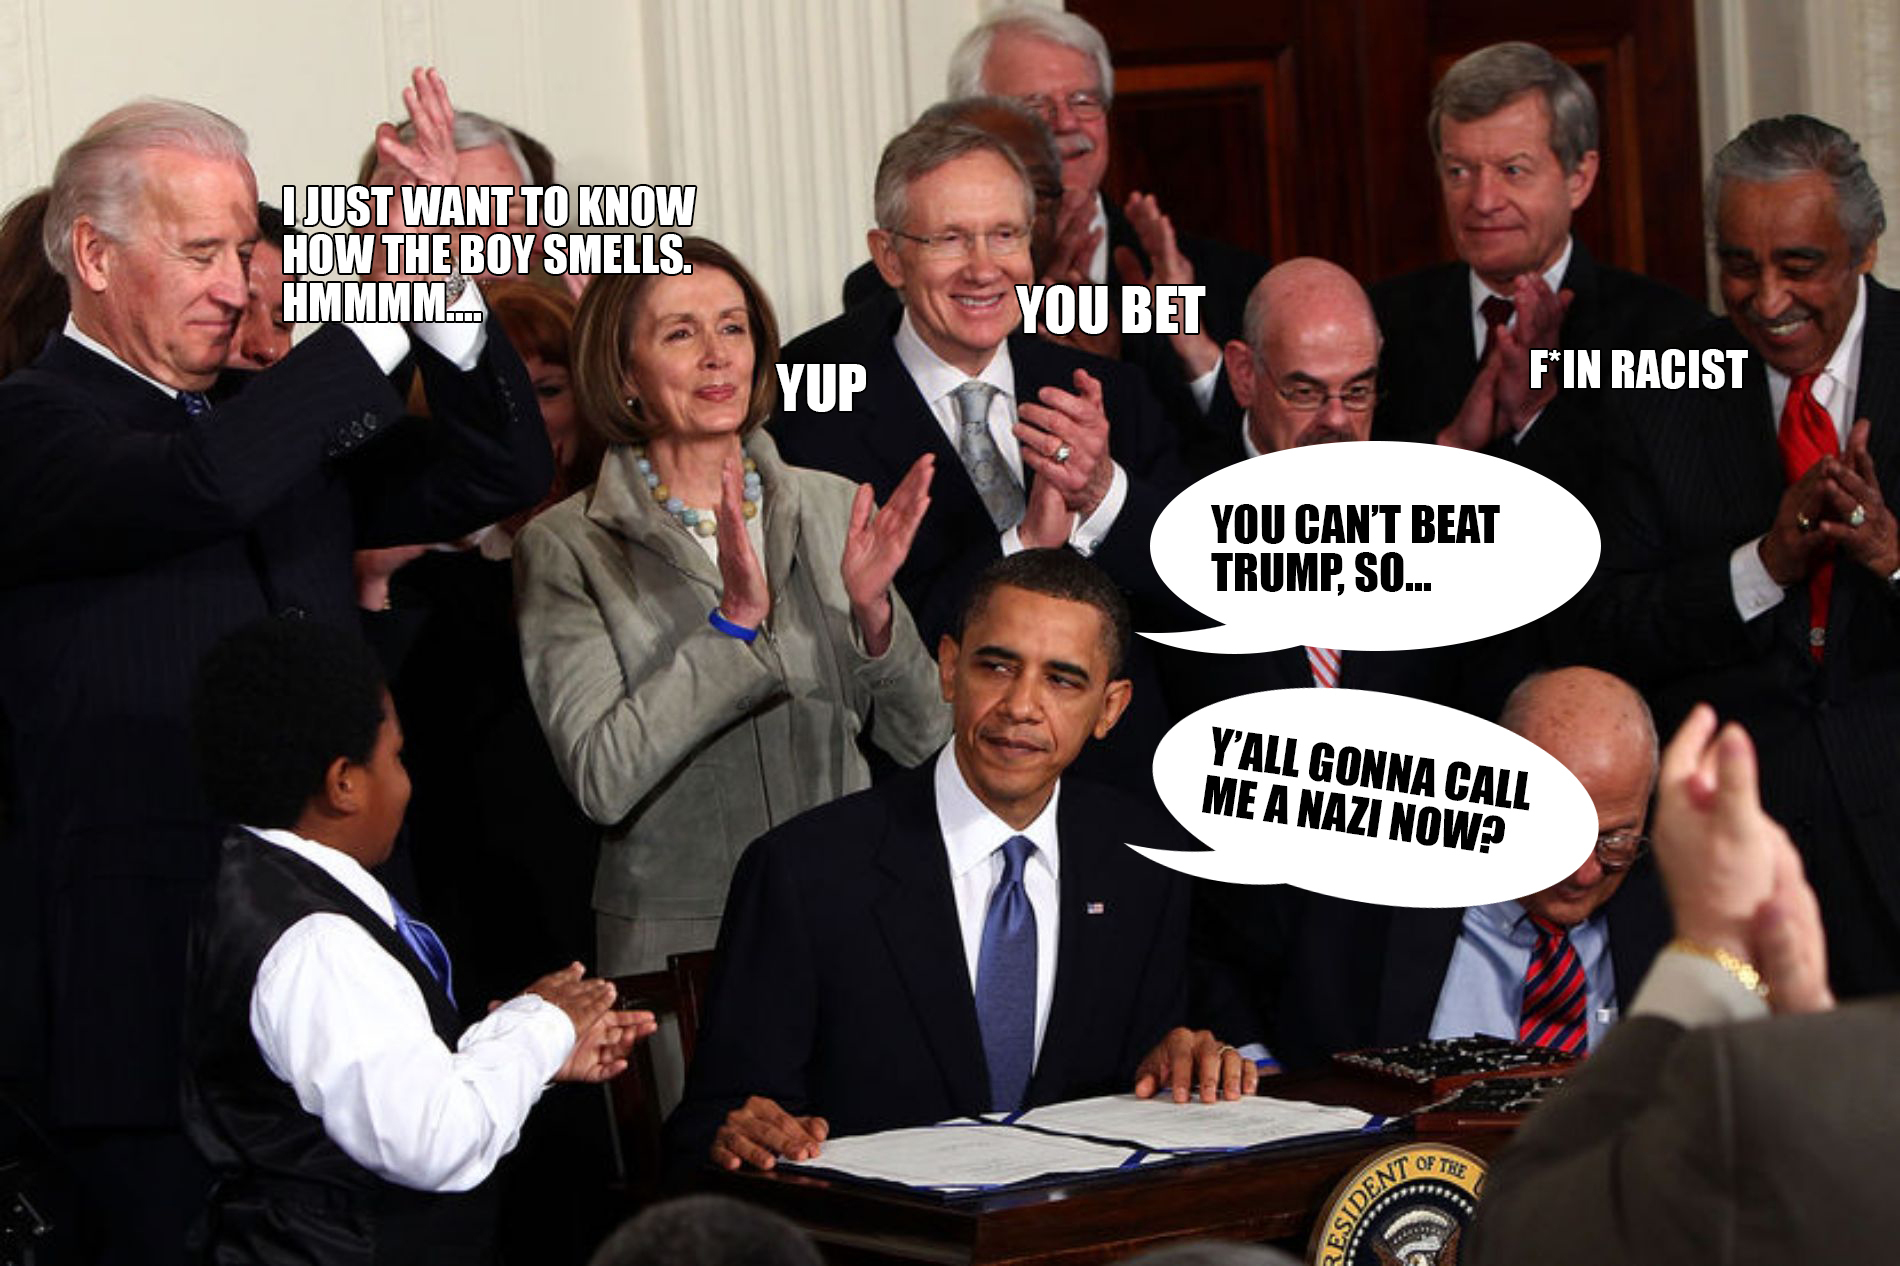 I JUST WANT TO KNOW
HOW THE BOY SMELLS.
HMMMM....
YUP
YOU BET
F*IN RACIST
YOU CAN'T BEAT
TRUMP, SO...
Y'ALL GONNA CALL
ME A NAZI NOW?
RESIDENT OF THE